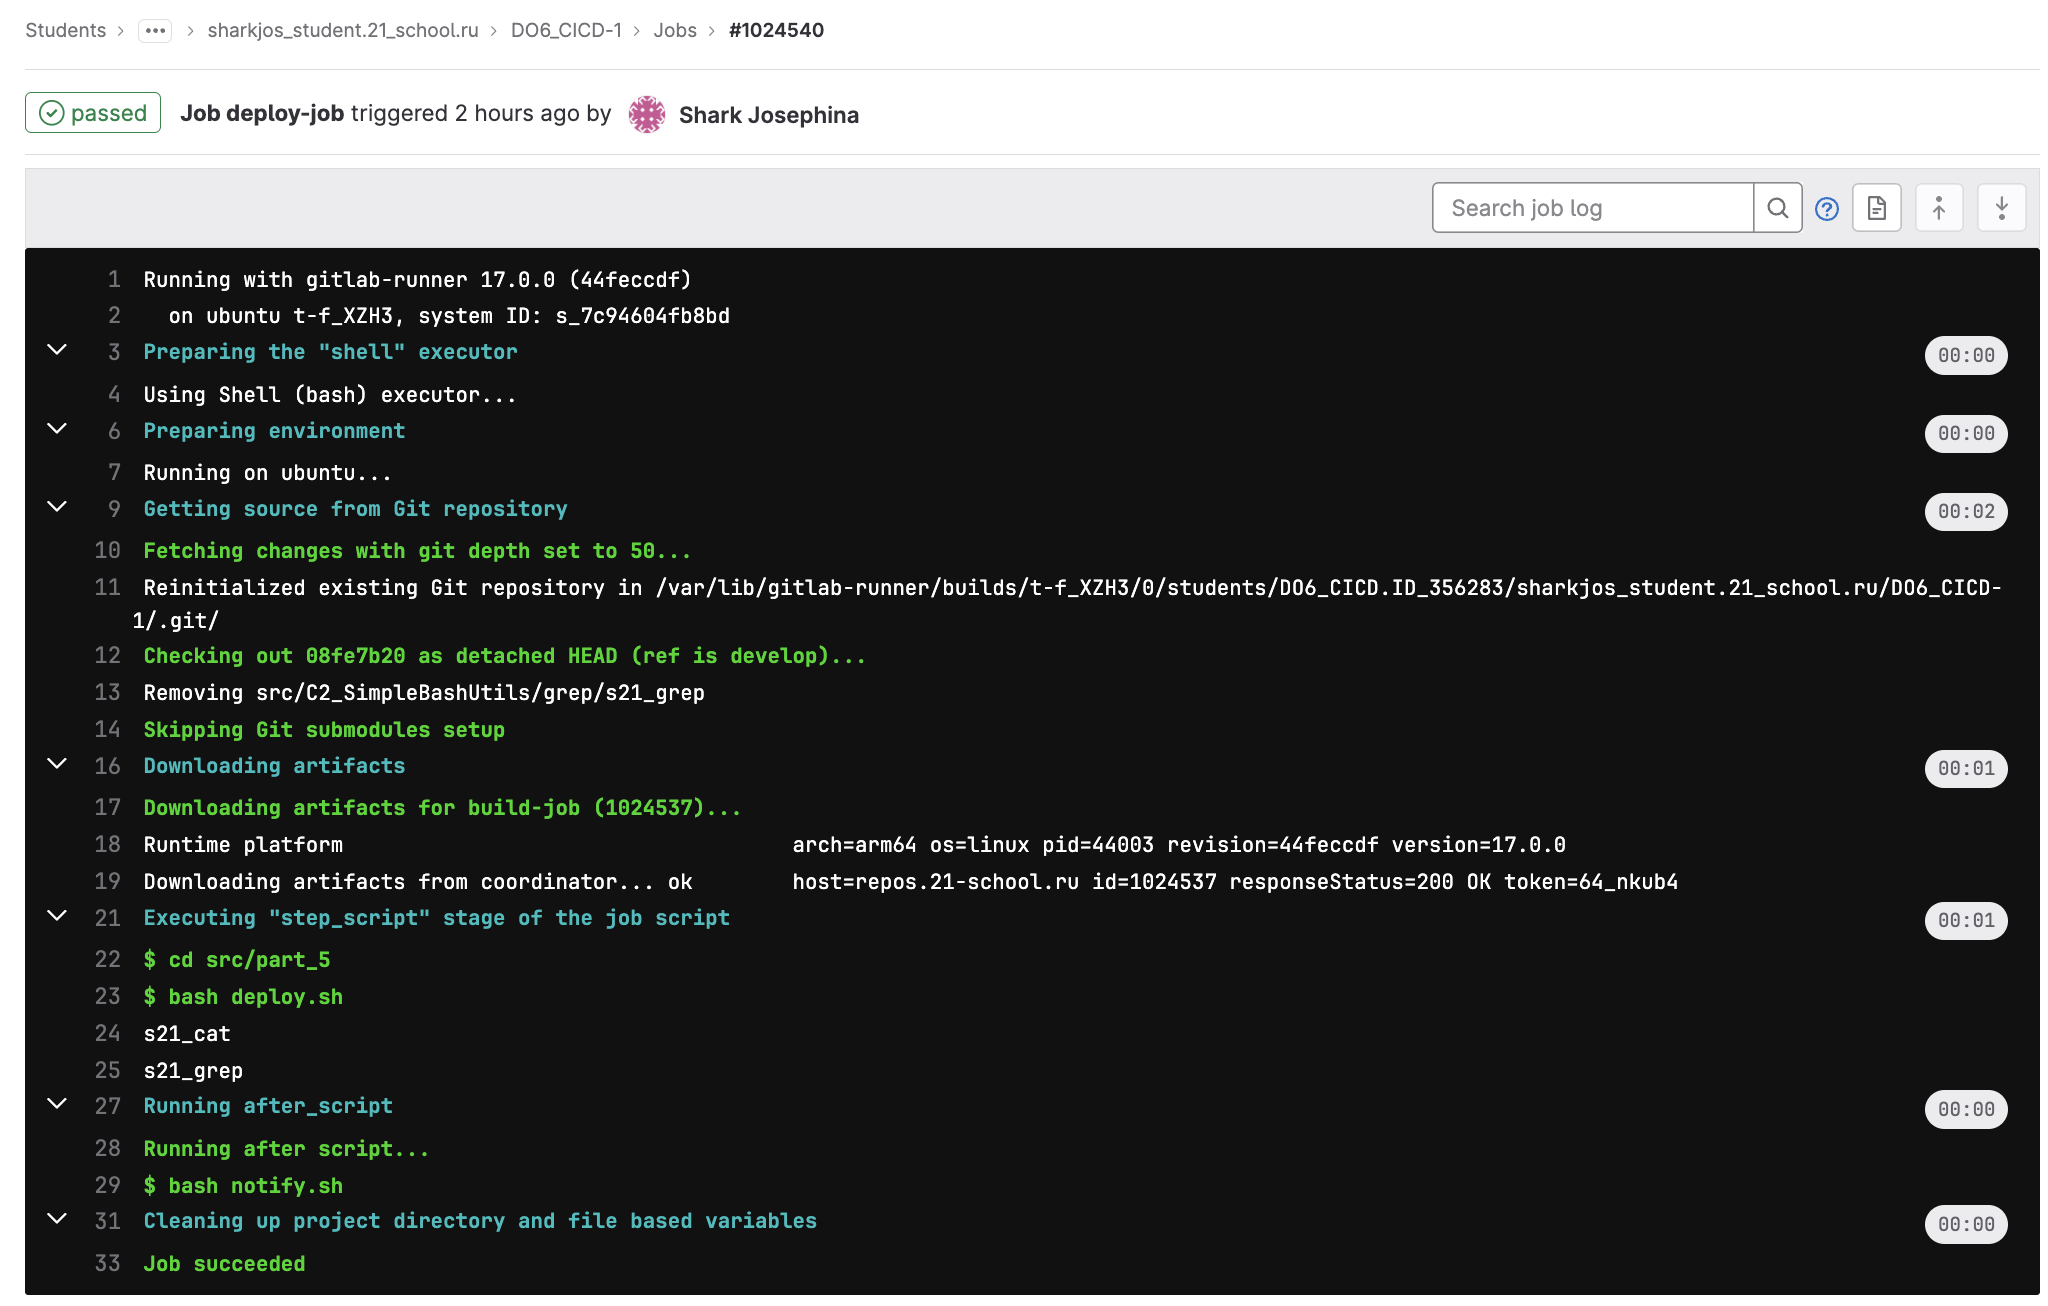 Students > ••• > sharkjos_student.21_school.ru > DO6_CICD-1 > Jobs > #1024540
passed Job deploy-job triggered 2 hours ago by Shark Josephina
Search job log
1 Running with gitlab-runner 17.0.0 (44feccdf)
2 on ubuntu t-f_XZH3, system ID: s_7c94604fb8bd
3 Preparing the "shell" executor 00:00
4 Using Shell (bash) executor...
6 Preparing environment 00:00
7 Running on ubuntu...
9 Getting source from Git repository 00:02
10 Fetching changes with git depth set to 50...
11 Reinitialized existing Git repository in /var/lib/gitlab-runner/builds/t-f_XZH3/0/students/DO6_CICD.ID_356283/sharkjos_student.21_school.ru/DO6_CICD-
1/.git/
12 Checking out 08fe7b20 as detached HEAD (ref is develop)...
13 Removing src/C2_SimpleBashUtils/grep/s21_grep
14 Skipping Git submodules setup
16 Downloading artifacts 00:01
17 Downloading artifacts for build-job (1024537)...
18 Runtime platform arch=arm64 os=linux pid=44003 revision=44feccdf version=17.0.0
19 Downloading artifacts from coordinator... ok host=repos.21-school.ru id=1024537 responseStatus=200 OK token=64_nkub4
21 Executing "step_script" stage of the job script 00:01
22 $ cd src/part_5
23 $ bash deploy.sh
24 s21_cat
25 s21_grep
27 Running after_script 00:00
28 Running after script...
29 $ bash notify.sh
31 Cleaning up project directory and file based variables 00:00
33 Job succeeded